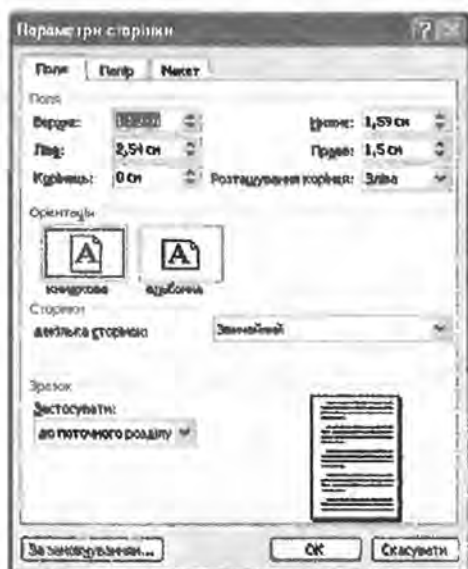 Параметри сторінки
Поля Папір Макет
Поля
Верхнє: Нижнє: 1,59 см
Ліве: 2,54 см Праве: 1,5 см
Корінець: 0 см Розташування корінця: Зліва
Орієнтація
книжкова альбомна
Сторінки
декілька сторінок: Звичайний
Зразок
Застосувати:
до поточного розділу
За замовчуванням... ОК Скасувати